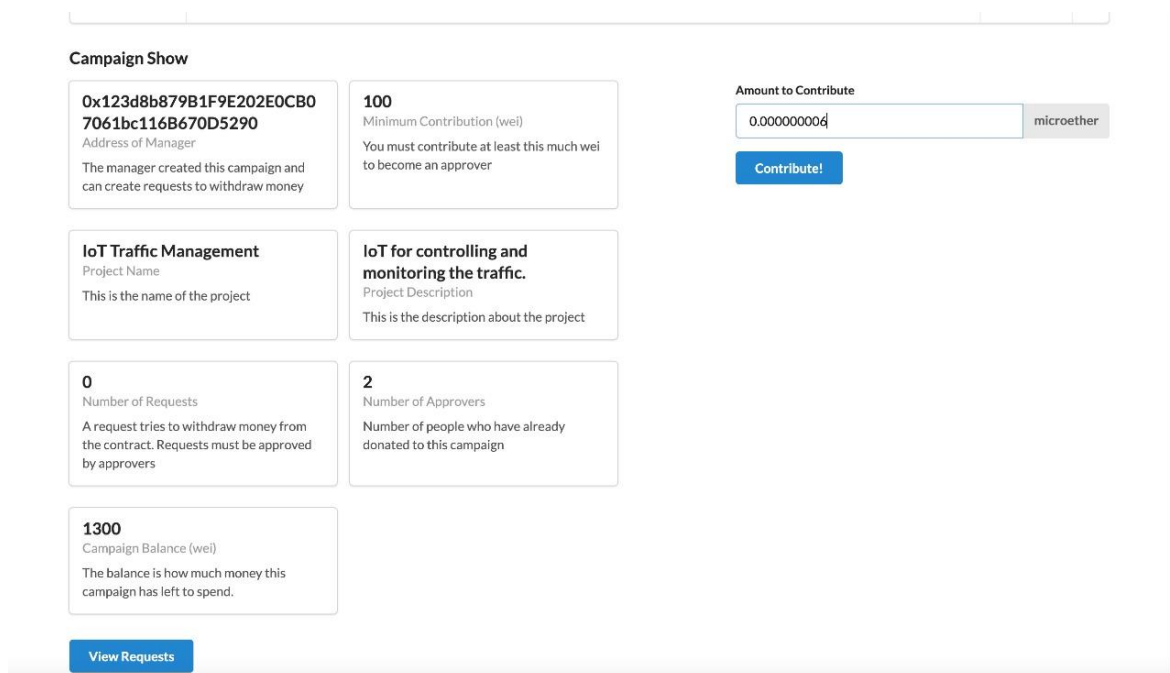 Campaign Show
0x123d8b879B1F9E202E0CB0
7061bc116B670D5290
Address of Manager
The manager created this campaign and
can create requests to withdraw money
100
Minimum Contribution (wei)
You must contribute at least this much wei
to become an approver
IoT Traffic Management
Project Name
This is the name of the project
IoT for controlling and
monitoring the traffic.
Project Description
This is the description about the project
0
Number of Requests
A request tries to withdraw money from
the contract. Requests must be approved
by approvers
2
Number of Approvers
Number of people who have already
donated to this campaign
1300
Campaign Balance (wei)
The balance is how much money this
campaign has left to spend.
View Requests
Amount to Contribute
0.000000006 microether
Contribute!